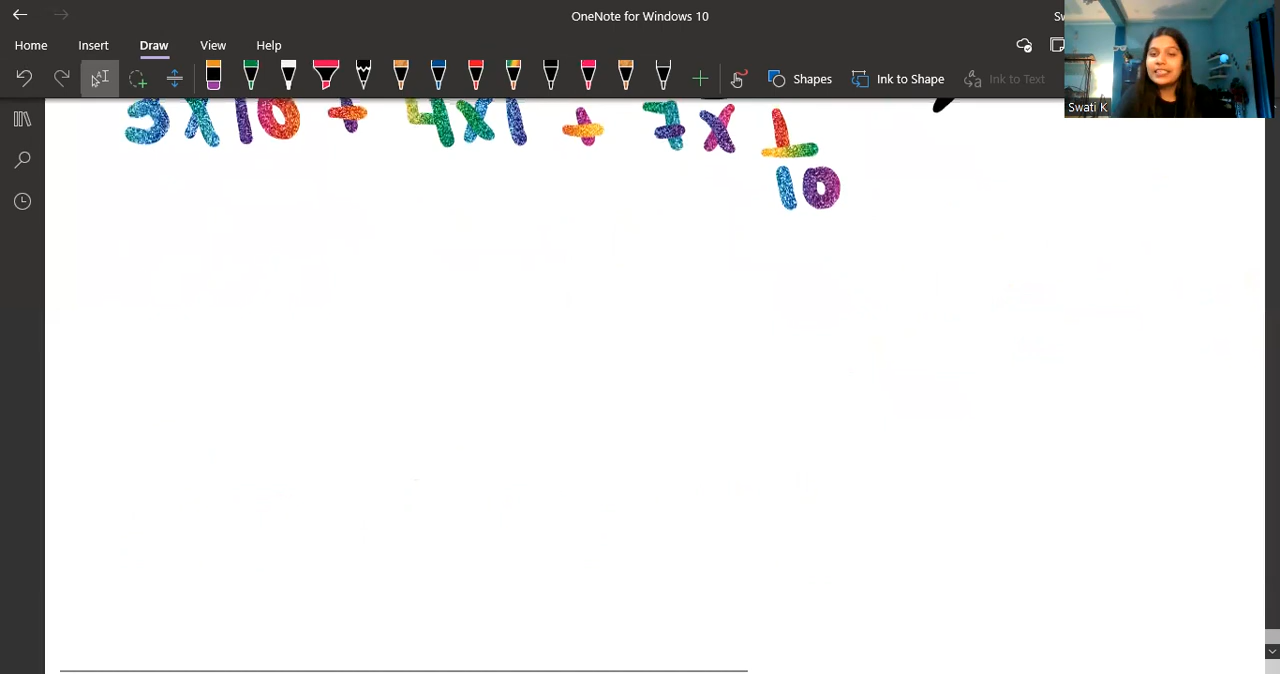 OneNote for Windows 10
Sw
Home Insert Draw View Help
Shapes Ink to Shape Ink to Text
Swati K
3 x 10 + 4 x 1 + 7 x 1
10